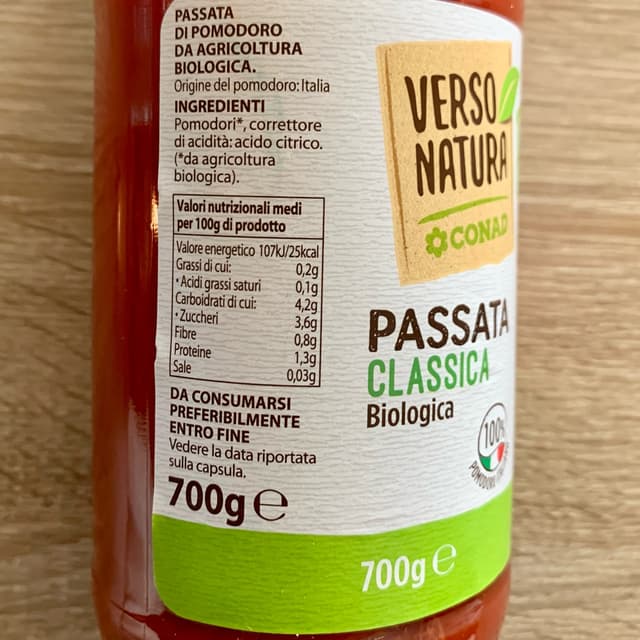 PASSATA
DI POMODORO
DA AGRICOLTURA
BIOLOGICA.
Origine del pomodoro: Italia
INGREDIENTI
Pomodori*, correttore
di acidità: acido citrico.
(*da agricoltura
biologica).
Valori nutrizionali medi
per 100g di prodotto
Valore energetico 107kJ/25kcal
Grassi di cui: 0,2g
• Acidi grassi saturi 0,1g
Carboidrati di cui: 4,2g
• Zuccheri 3,6g
Fibre 0,8g
Proteine 1,3g
Sale 0,03g
DA CONSUMARSI
PREFERIBILMENTE
ENTRO FINE
Vedere la data riportata
sulla capsula.
700g ℮
VERSO
NATURA
CONAD
PASSATA
CLASSICA
Biologica
100%
POMODORO
700g ℮